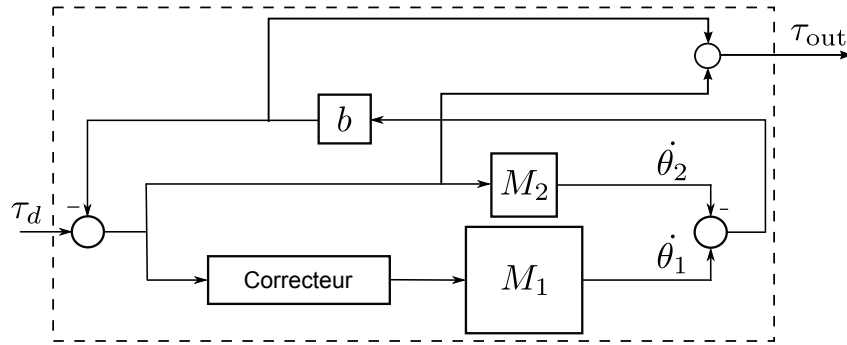 τ_out
b
θ̇_2
M_2
τ_d
−
-
θ̇_1
M_1
Correcteur